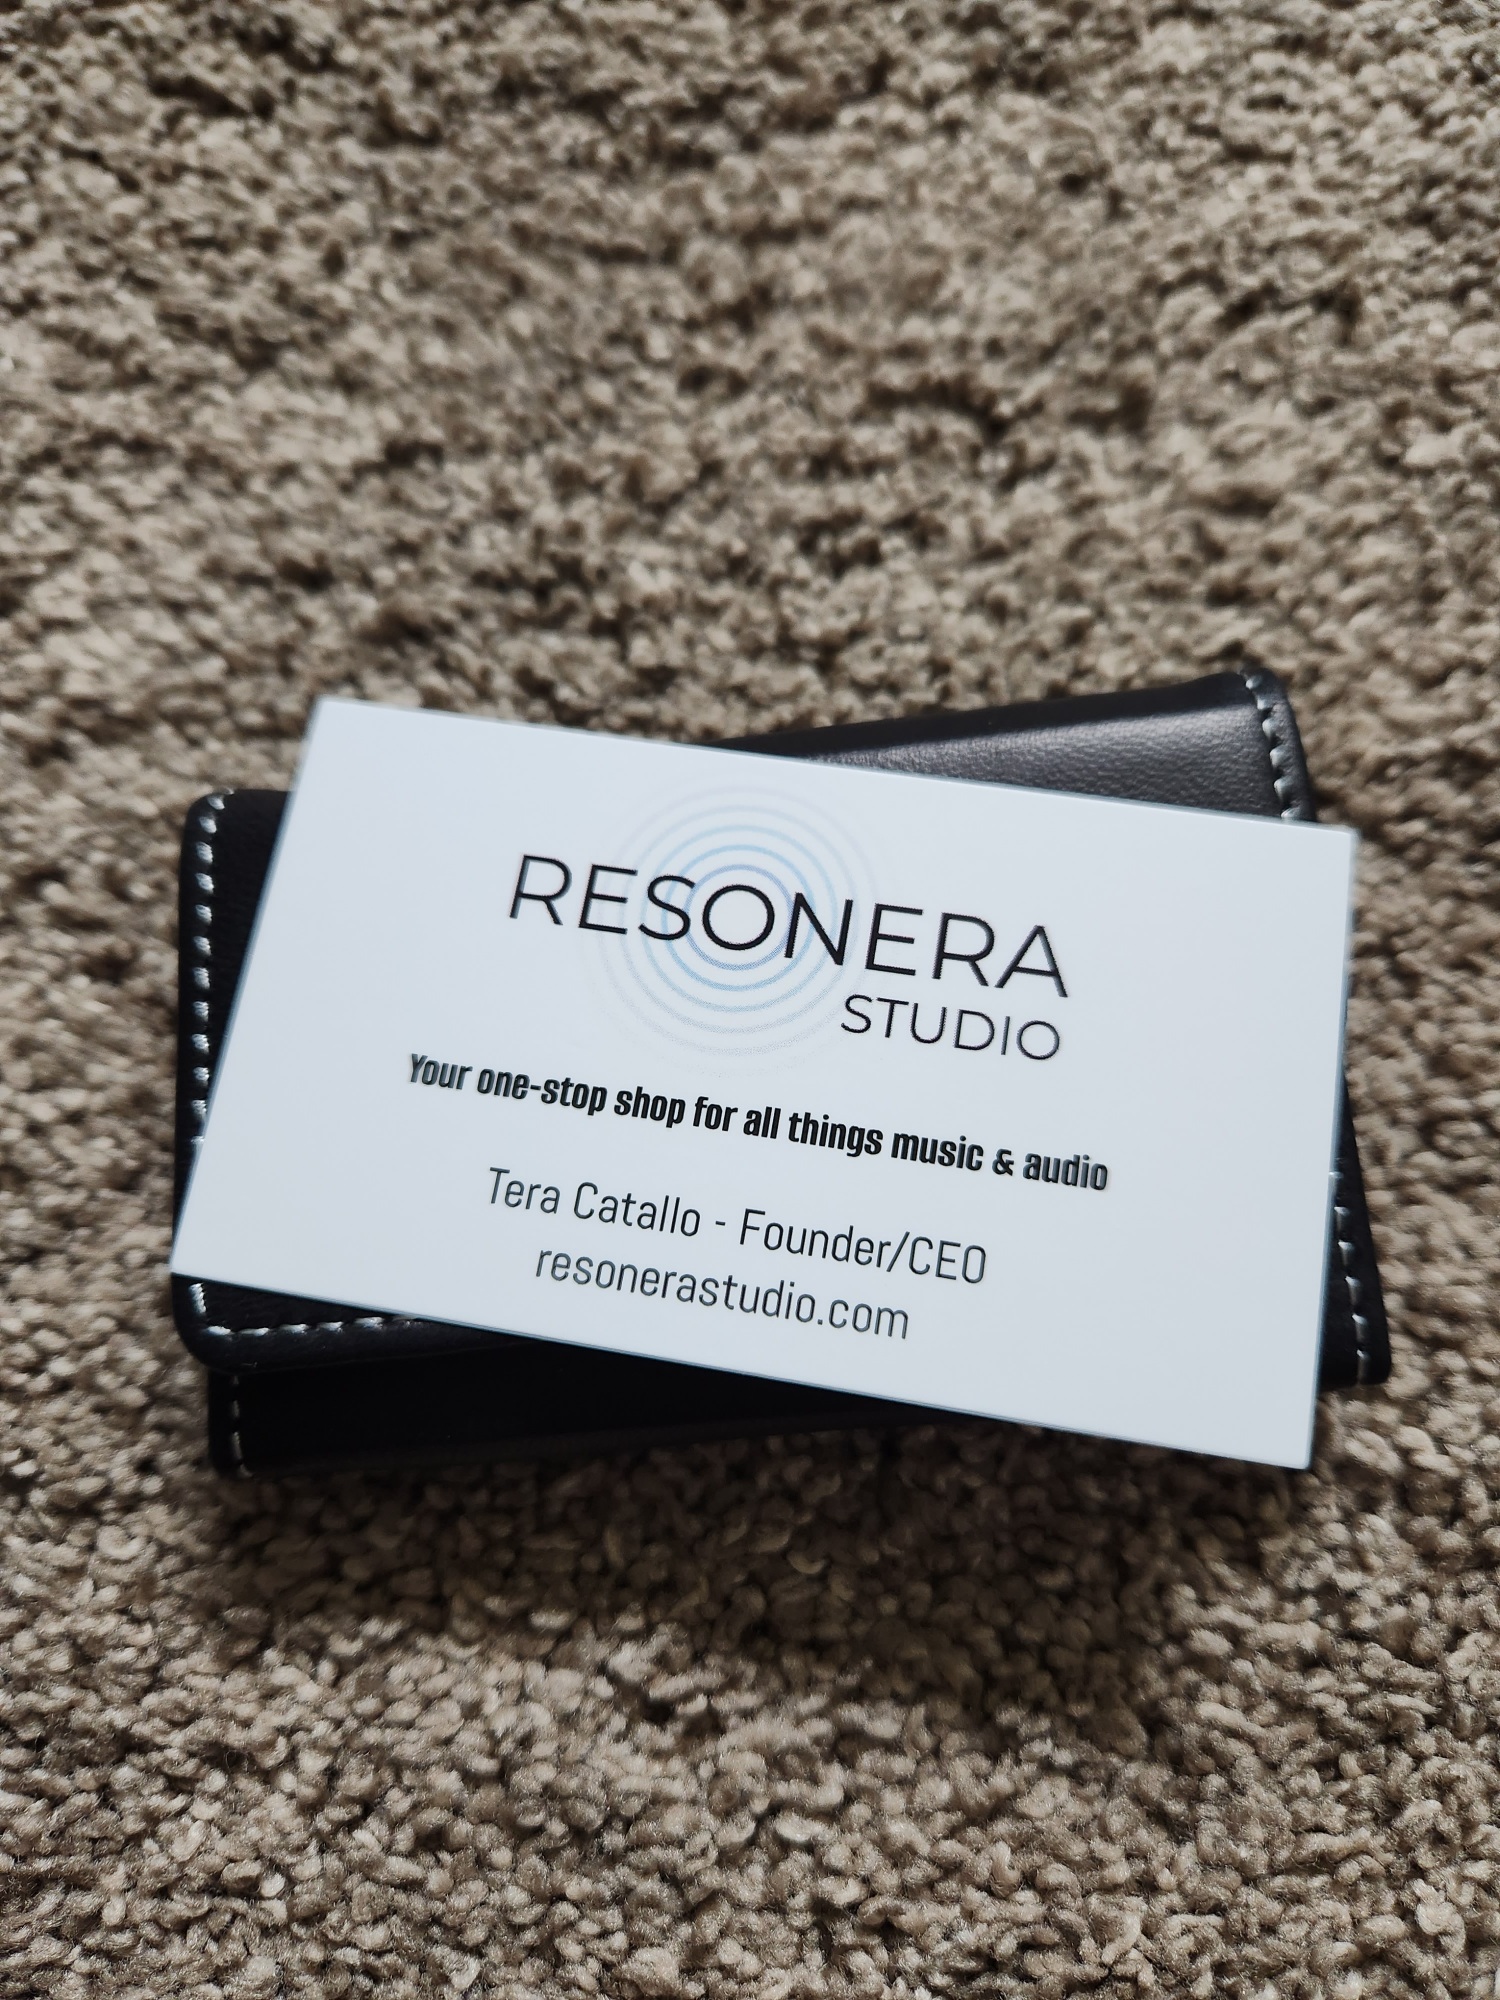 RESONERA
STUDIO
Your one-stop shop for all things music & audio
Tera Catallo - Founder/CEO
resonerastudio.com